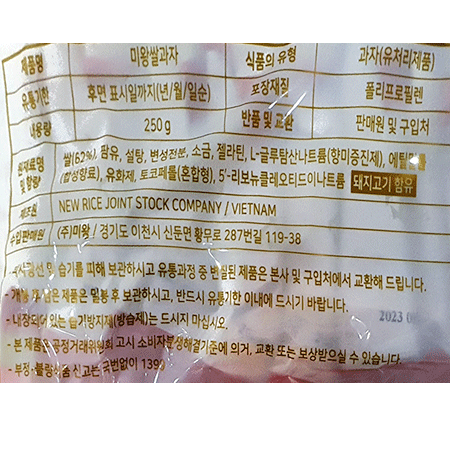 제품명 미왕쌀과자 식품의 유형 과자(유처리제품)
유통기한 후면 표시일까지(년/월/일순) 포장재질 폴리프로필렌
내용량 250g 반품 및 교환 판매원 및 구입처
원재료명 및 함량 쌀(62%), 팜유, 설탕, 변성전분, 소금, 젤라틴, L-글루탐산나트륨(향미증진제),
(합성향료), 유화제, 토코페롤(혼합형), 5'-리보뉴클레오티드이나트륨 돼지고기 함유
제조원 NEW RICE JOINT STOCK COMPANY / VIETNAM
수입판매원 (주)미왕 / 경기도 이천시 신둔면 황무로 287번길 119-38
- 직사광선 및 습기를 피해 보관하시고 유통과정 중 변질된 제품은 본사 및 구입처에서 교환해 드립니다.
- 개봉 후 남은 제품은 밀봉 후 보관하시고, 반드시 유통기한 이내에 드시기 바랍니다.
- 내장되어 있는 습기방지제(방습제)는 드시지 마십시오.
2023
- 본 제품은 공정거래위원회 고시 소비자분쟁해결기준에 의거, 교환 또는 보상받으실 수 있습니다.
- 부정·불량식품 신고는 국번없이 1399